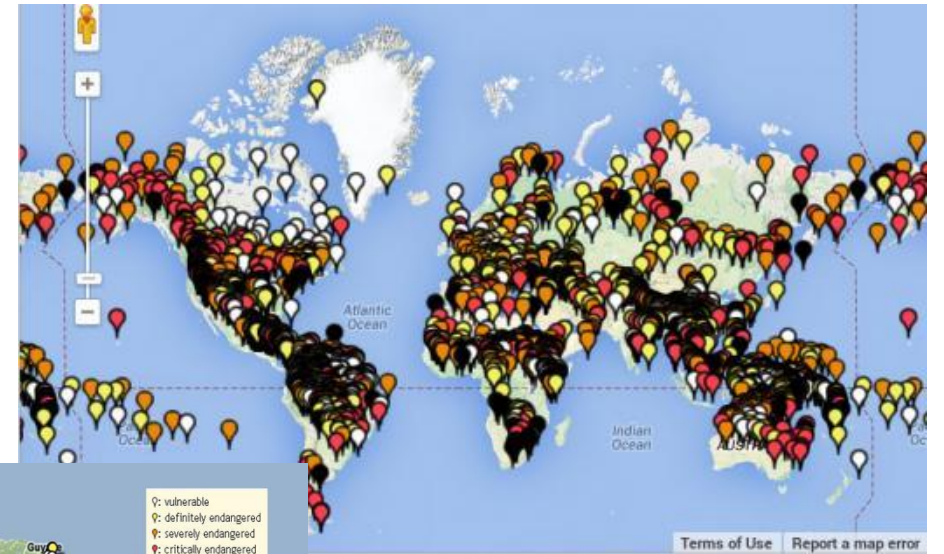 Atlantic
Ocean
Indian
Ocean
Terms of Use
Report a map error
: vulnerable
: definitely endangered
: severely endangered
: critically endangered